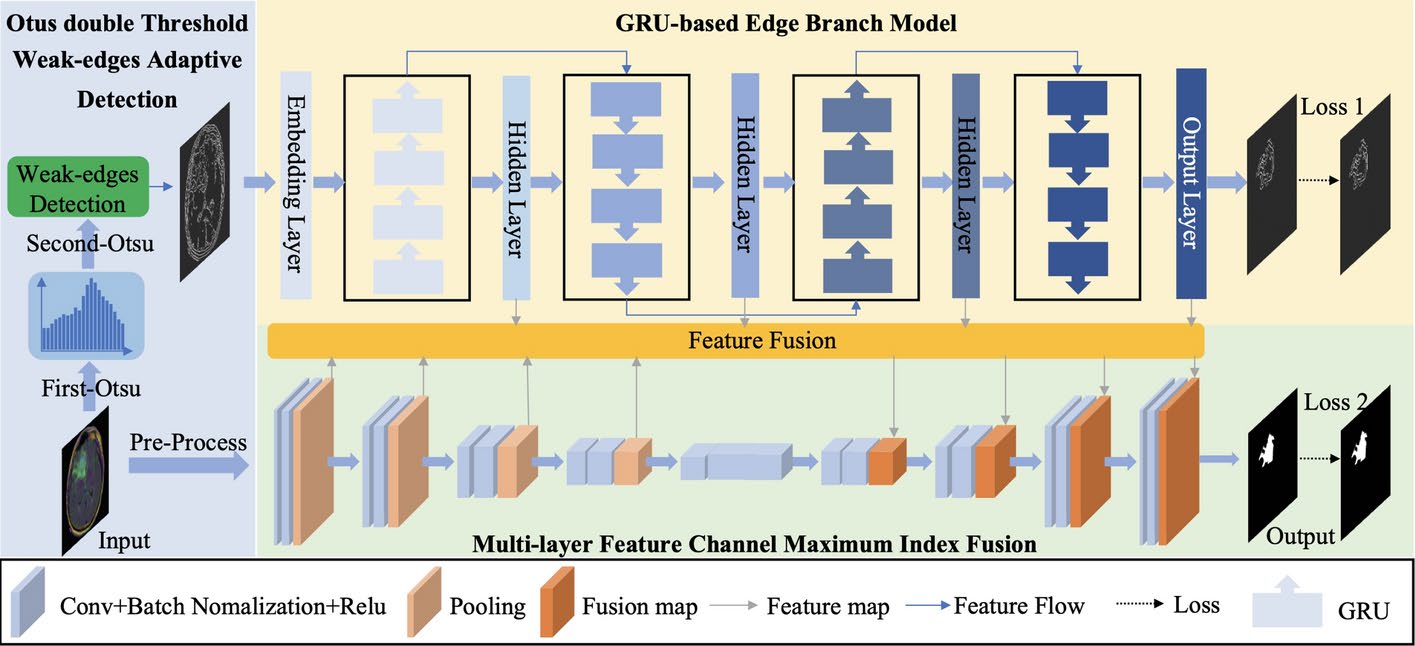 Otus double Threshold
Weak-edges Adaptive
Detection
Weak-edges
Detection
Second-Otsu
First-Otsu
Pre-Process
Input
GRU-based Edge Branch Model
Embedding Layer
Hidden Layer
Hidden Layer
Hidden Layer
Output Layer
Loss 1
Feature Fusion
Loss 2
Output
Multi-layer Feature Channel Maximum Index Fusion
Conv+Batch Nomalization+Relu
Pooling
Fusion map
Feature map
Feature Flow
Loss
GRU